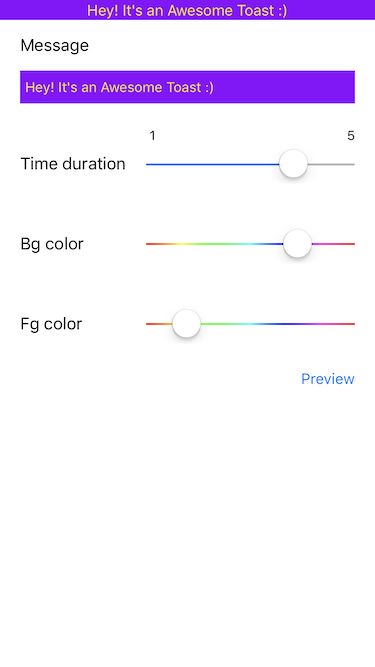 Hey! It's an Awesome Toast :)
Message
Hey! It's an Awesome Toast :)
1 5
Time duration
Bg color
Fg color
Preview